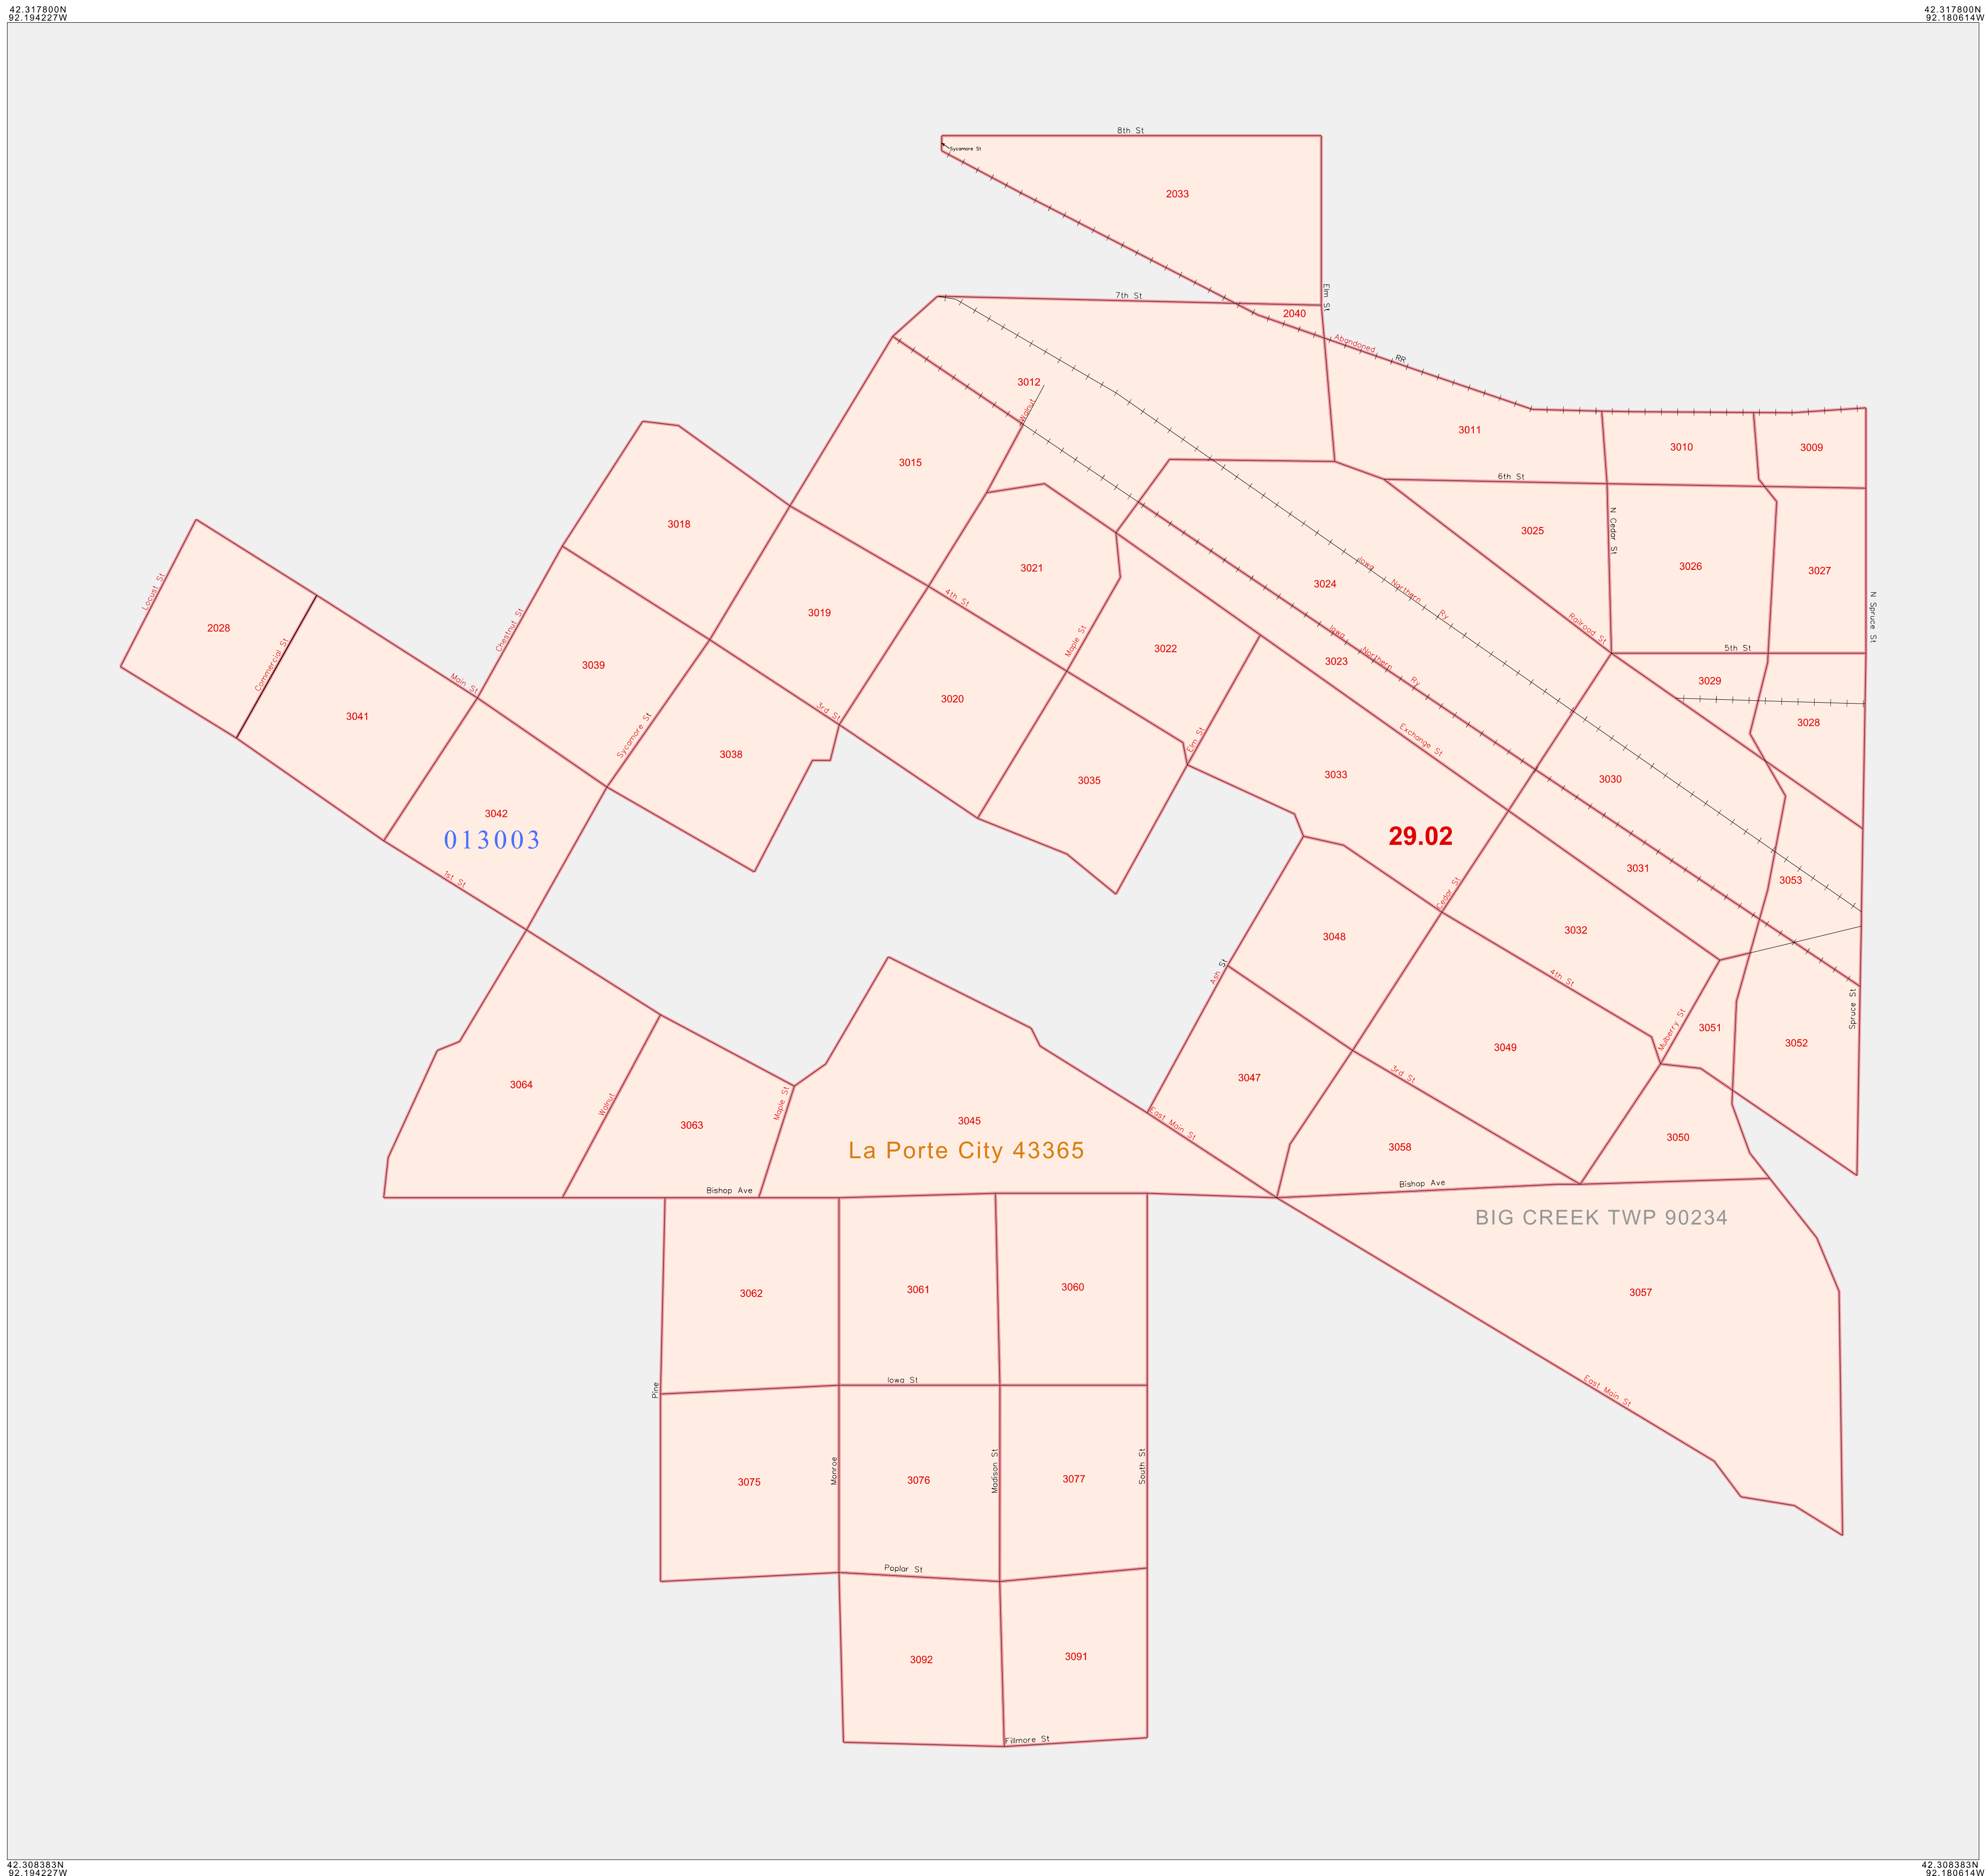 42.317800N
92.194227W
42.317800N
92.180614W
8th St
Sycamore St
2033
7th St
Elm St
2040
Abandoned RR
3012
Walnut
3011
3010
3009
3015
6th St
3018
3025
N Cedar St
3021
3024
Iowa Northern Ry
3026
3027
N Spruce St
Locust St
2028
Commercial St
Chestnut St
3019
4th St
Maple St
3022
Iowa Northern Ry
Railroad St
5th St
3039
3023
3029
Main St
3020
3041
3rd St
Sycamore St
3028
3038
Elm St
Exchange St
3035
3033
3030
3042
013003
29.02
1st St
3031
3053
Cedar St
3048
3032
Ash St
4th St
Spruce St
Mulberry St
3051
3052
3049
3064
Walnut
Maple St
3047
3rd St
3063
3045
East Main St
La Porte City 43365
3058
3050
Bishop Ave
Bishop Ave
BIG CREEK TWP 90234
3062
3061
3060
3057
Pine
Iowa St
East Main St
3075
Monroe
3076
Madison St
3077
South St
Poplar St
3092
3091
Fillmore St
42.308383N
92.194227W
42.308383N
92.180614W